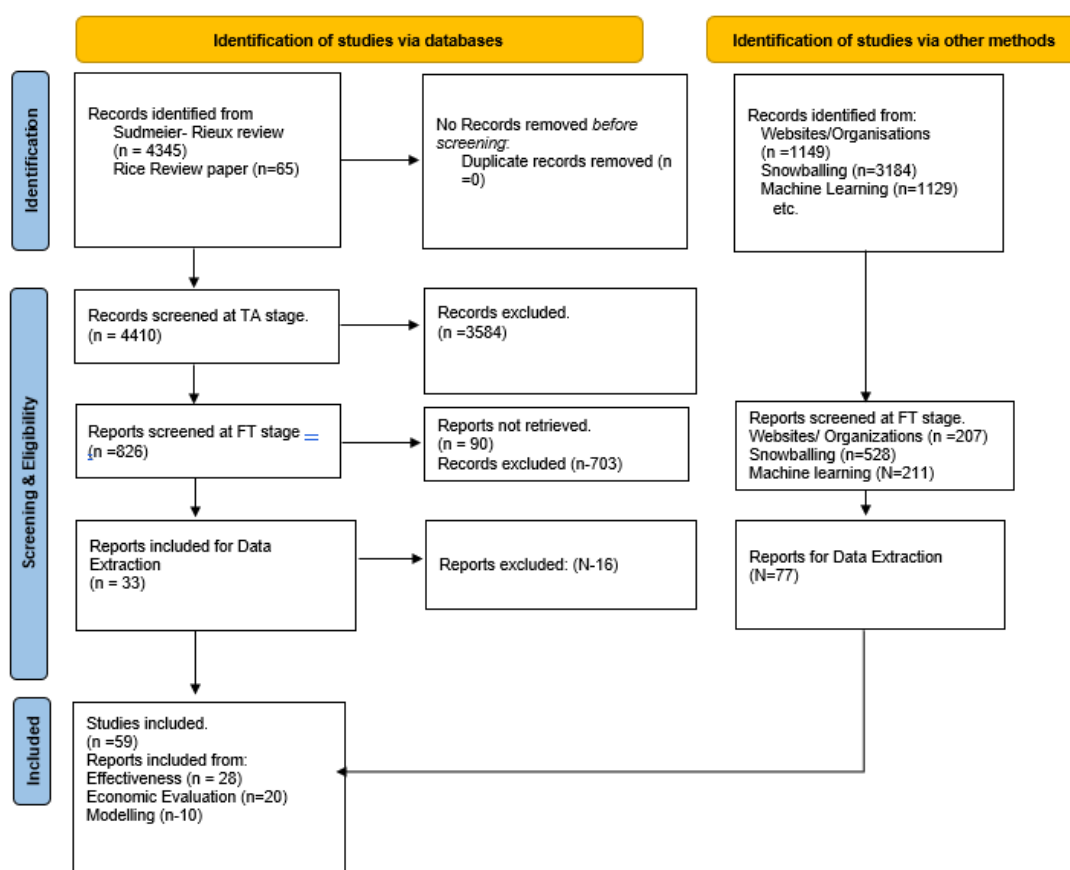 Identification of studies via databases
Identification of studies via other methods
Identification
Records identified from
Sudmeier- Rieux review
(n = 4345)
Rice Review paper (n=65)
No Records removed before
screening:
Duplicate records removed (n
=0)
Records identified from:
Websites/Organisations
(n =1149)
Snowballing (n=3184)
Machine Learning (n=1129)
etc.
Screening & Eligibility
Records screened at TA stage.
(n = 4410)
Records excluded.
(n =3584)
Reports screened at FT stage
(n =826)
Reports not retrieved.
(n = 90)
Records excluded (n-703)
Reports screened at FT stage.
Websites/ Organizations (n =207)
Snowballing (n=528)
Machine learning (N=211)
Reports included for Data
Extraction
(n = 33)
Reports excluded: (N-16)
Reports for Data Extraction
(N=77)
Included
Studies included.
(n =59)
Reports included from:
Effectiveness (n = 28)
Economic Evaluation (n=20)
Modelling (n-10)